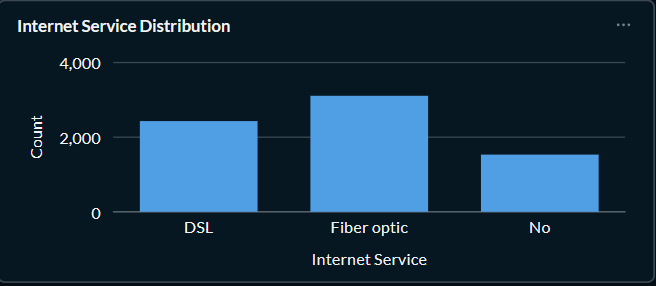 Internet Service Distribution
...
4,000
2,000
0
Count
DSL Fiber optic No
Internet Service